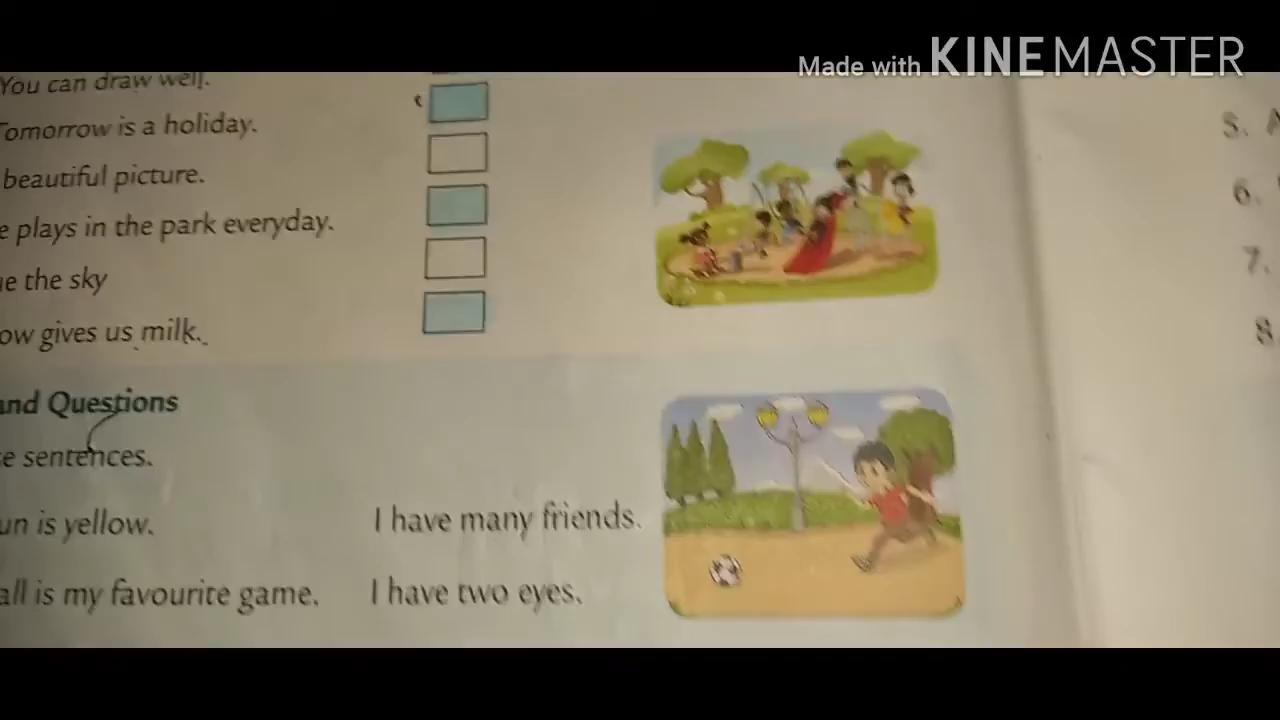 Made with KINEMASTER
You can draw well.
Tomorrow is a holiday.
beautiful picture.
e plays in the park everyday.
ue the sky
ow gives us milk.
and Questions
e sentences.
un is yellow. I have many friends.
all is my favourite game. I have two eyes.
5.
6.
7.
8.